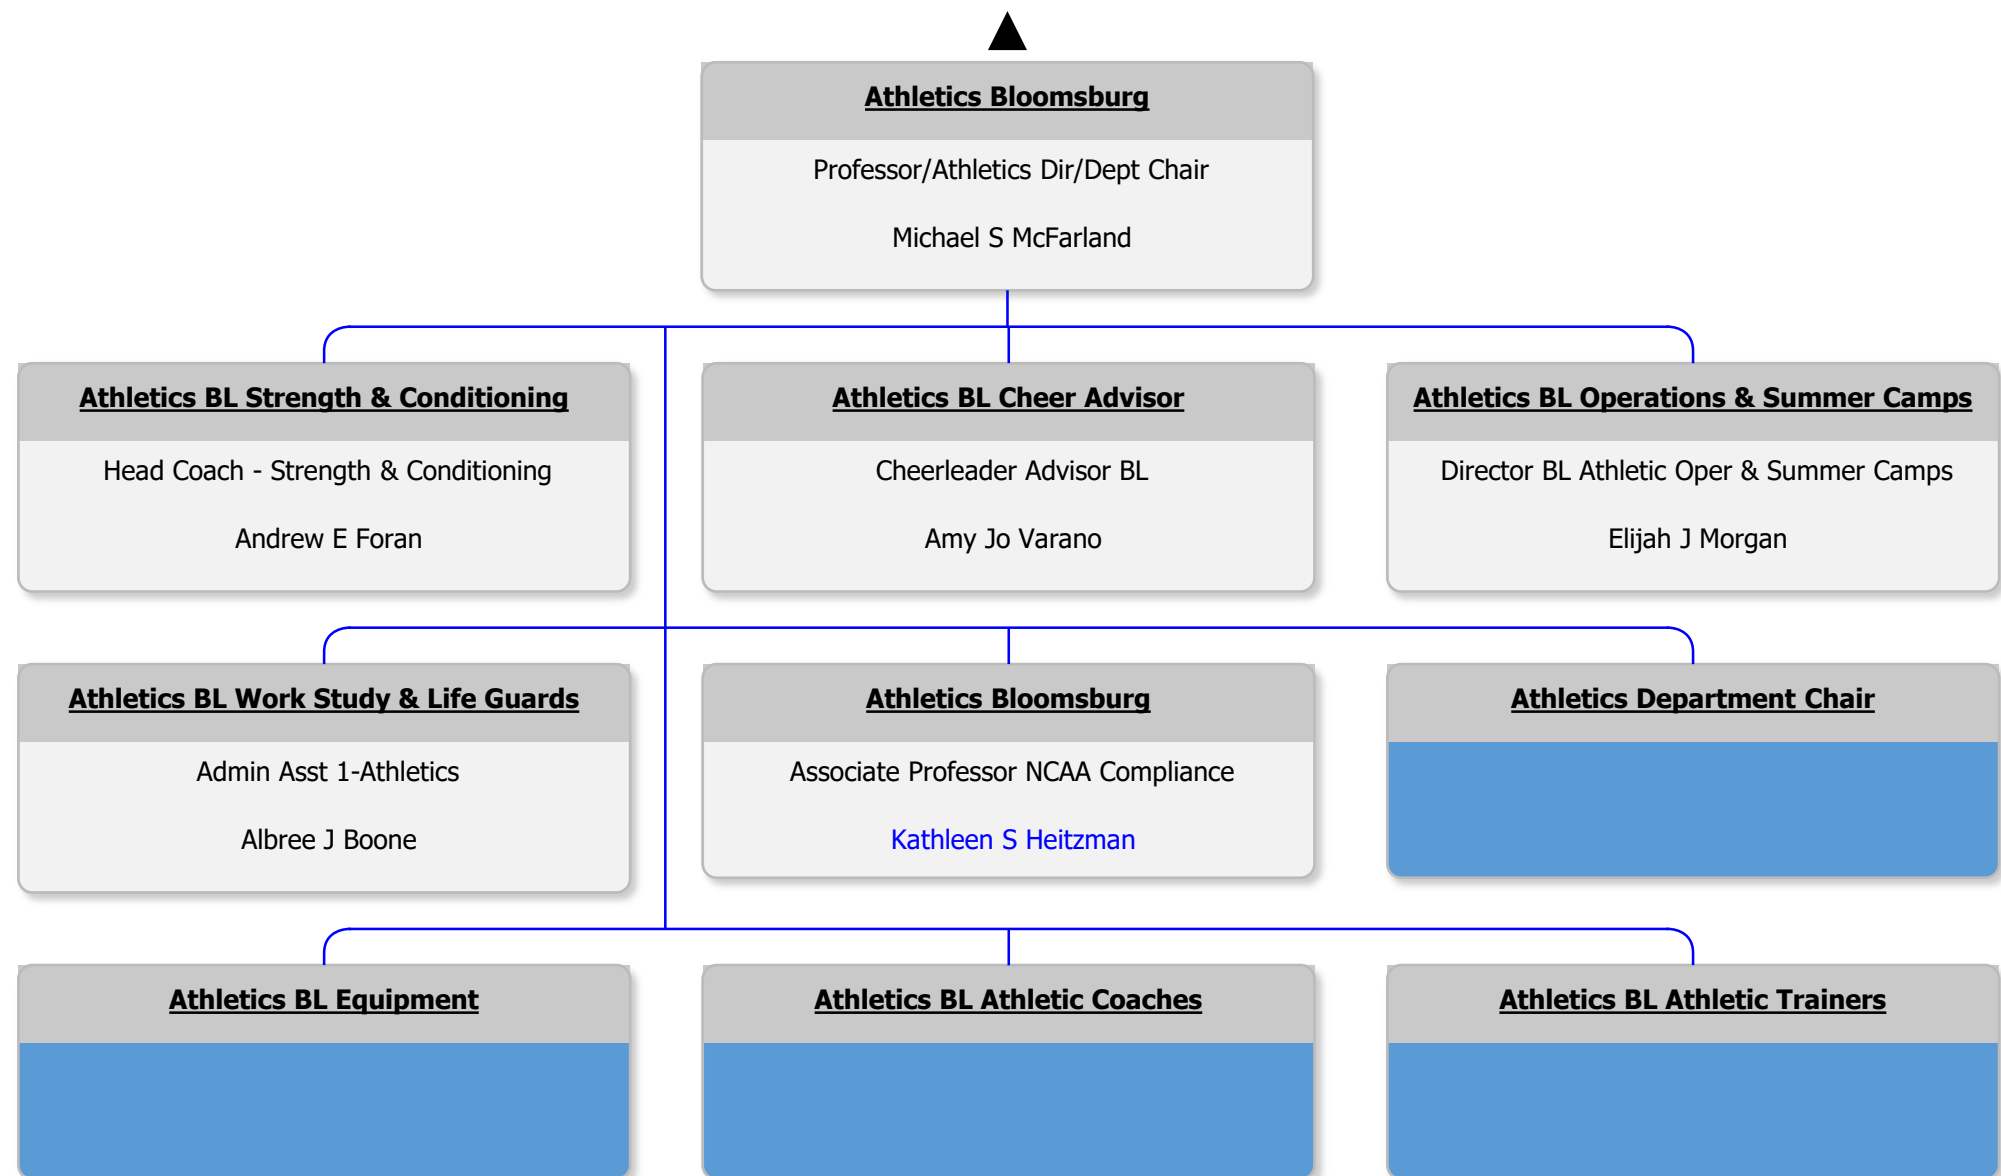 Athletics Bloomsburg
Professor/Athletics Dir/Dept Chair
Michael S McFarland
Athletics BL Strength & Conditioning
Head Coach - Strength & Conditioning
Andrew E Foran
Athletics BL Cheer Advisor
Cheerleader Advisor BL
Amy Jo Varano
Athletics BL Operations & Summer Camps
Director BL Athletic Oper & Summer Camps
Elijah J Morgan
Athletics BL Work Study & Life Guards
Admin Asst 1-Athletics
Albree J Boone
Athletics Bloomsburg
Associate Professor NCAA Compliance
Kathleen S Heitzman
Athletics Department Chair
Athletics BL Equipment
Athletics BL Athletic Coaches
Athletics BL Athletic Trainers